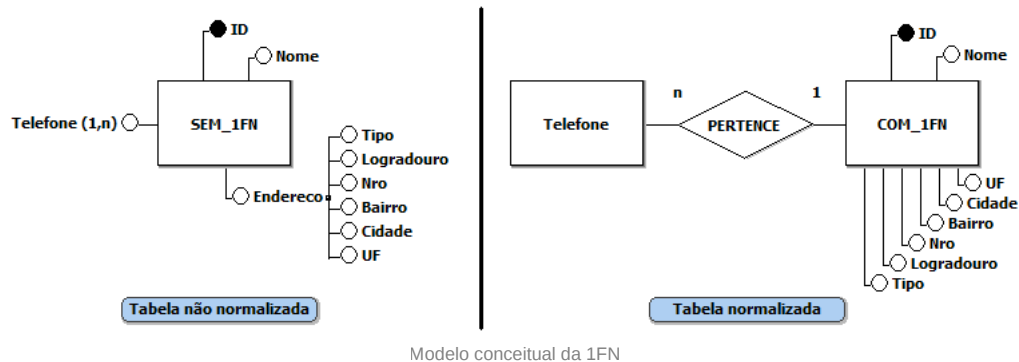 ID
Nome
Telefone (1,n)
SEM_1FN
Tipo
Logradouro
Nro
Endereco
Bairro
Cidade
UF
Tabela não normalizada
ID
Nome
n
1
Telefone
PERTENCE
COM_1FN
UF
Cidade
Bairro
Nro
Logradouro
Tipo
Tabela normalizada
Modelo conceitual da 1FN